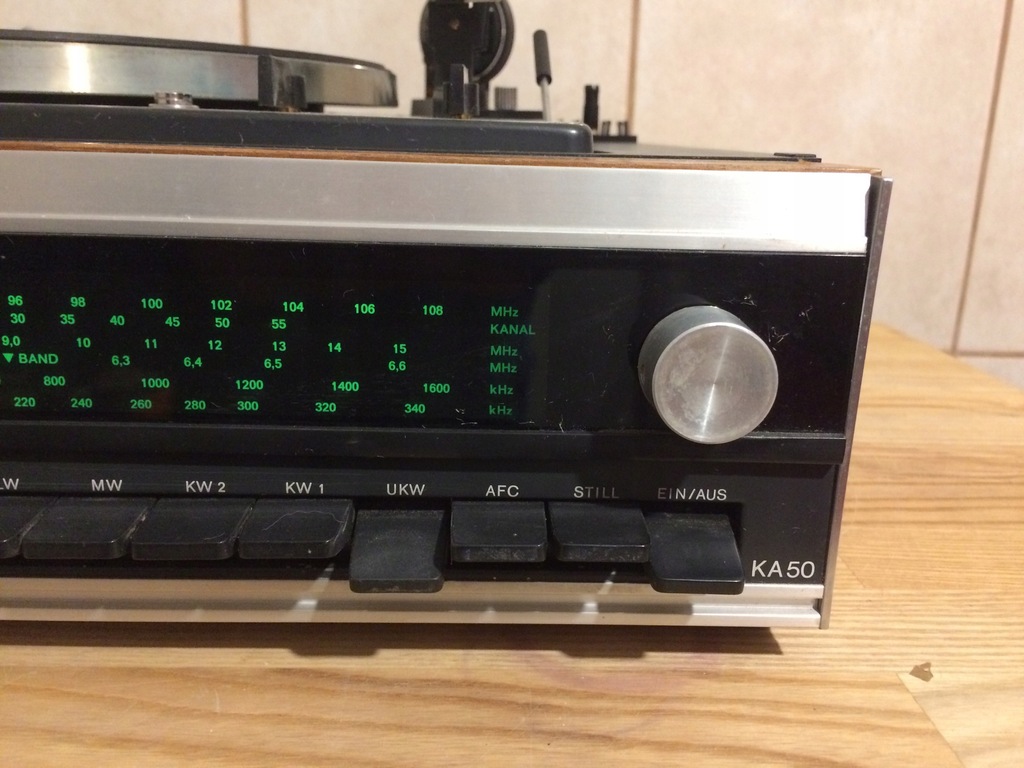 96 98 100 102 104 106 108 MHz
30 35 40 45 50 55 KANAL
9,0 10 11 12 13 14 15 MHz
▼ BAND 6,3 6,4 6,5 6,6 MHz
800 1000 1200 1400 1600 kHz
220 240 260 280 300 320 340 kHz
LW MW KW 2 KW 1 UKW AFC STILL EIN/AUS
KA50